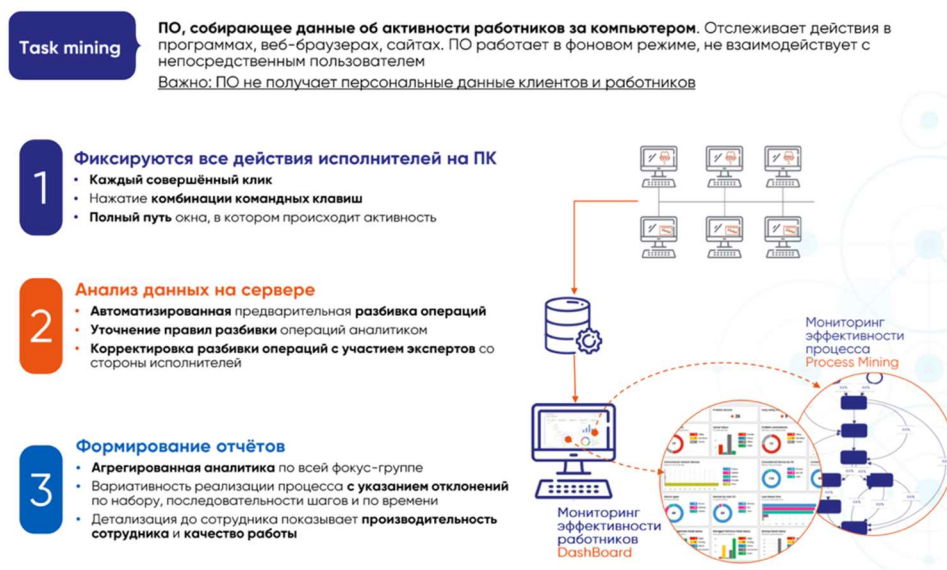 Task mining
ПО, собирающее данные об активности работников за компьютером. Отслеживает действия в
программах, веб-браузерах, сайтах. ПО работает в фоновом режиме, не взаимодействует с
непосредственным пользователем
Важно: ПО не получает персональные данные клиентов и работников
1
Фиксируются все действия исполнителей на ПК
• Каждый совершённый клик
• Нажатие комбинации командных клавиш
• Полный путь окна, в котором происходит активность
2
Анализ данных на сервере
• Автоматизированная предварительная разбивка операций
• Уточнение правил разбивки операций аналитиком
• Корректировка разбивки операций с участием экспертов со
стороны исполнителей
Мониторинг
эффективности
процесса
Process Mining
3
Формирование отчётов
• Агрегированная аналитика по всей фокус-группе
• Вариативность реализации процесса с указанием отклонений
по набору, последовательности шагов и по времени
• Детализация до сотрудника показывает производительность
сотрудника и качество работы
Мониторинг
эффективности
работников
DashBoard